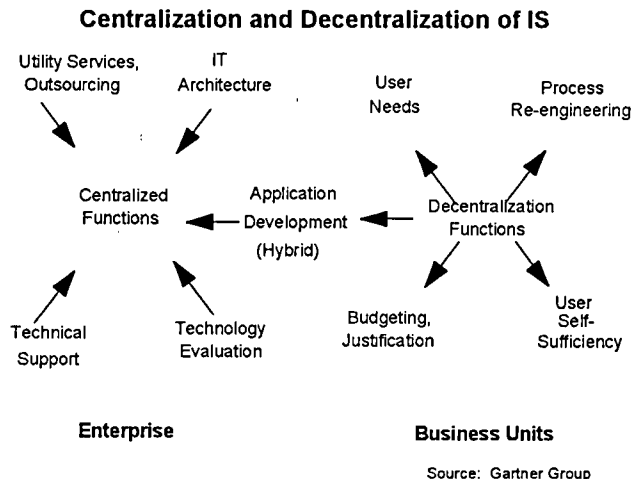 Centralization and Decentralization of IS
Utility Services,
Outsourcing
IT
Architecture
User
Needs
Process
Re-engineering
Centralized
Functions
Application
Development
(Hybrid)
Decentralization
Functions
Technical
Support
Technology
Evaluation
Budgeting,
Justification
User
Self-
Sufficiency
Enterprise
Business Units
Source: Gartner Group